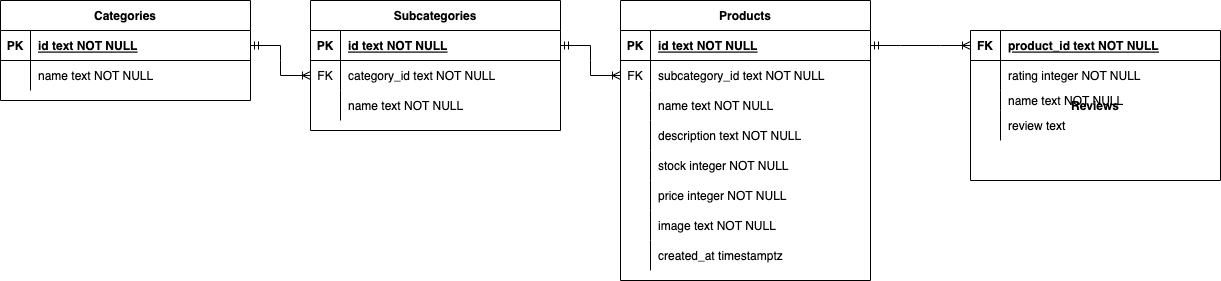 Categories
PK id text NOT NULL
name text NOT NULL
Subcategories
PK id text NOT NULL
FK category_id text NOT NULL
name text NOT NULL
Products
PK id text NOT NULL
FK subcategory_id text NOT NULL
name text NOT NULL
description text NOT NULL
stock integer NOT NULL
price integer NOT NULL
image text NOT NULL
created_at timestamptz
FK product_id text NOT NULL
rating integer NOT NULL
name text NOT NULL
Reviews
review text